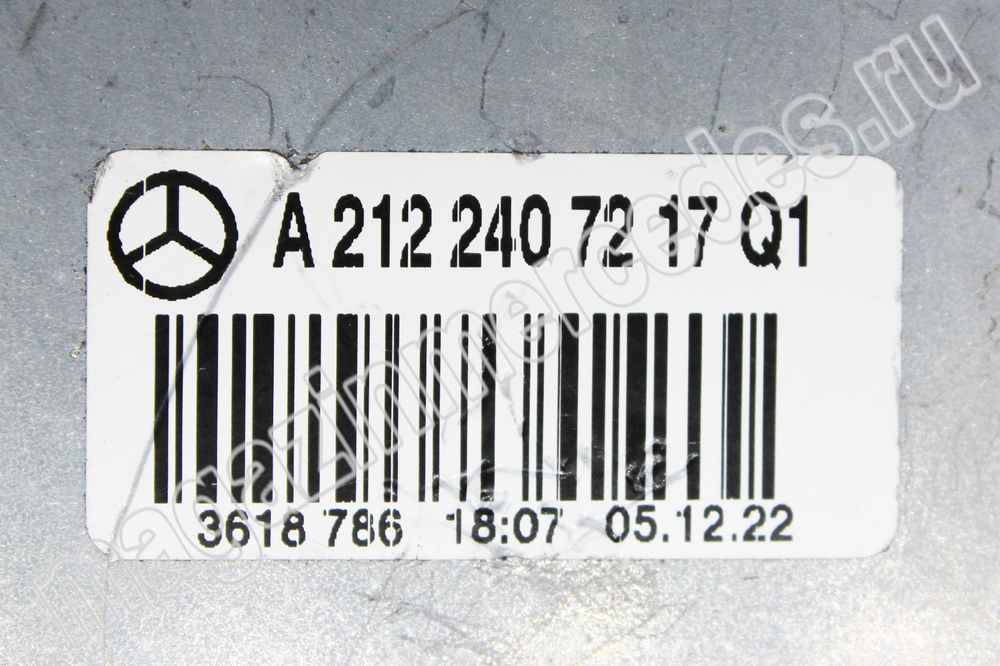 A 212 240 72 17 Q1
3618 786 18:07 05.12.22
magazinmercedes.ru